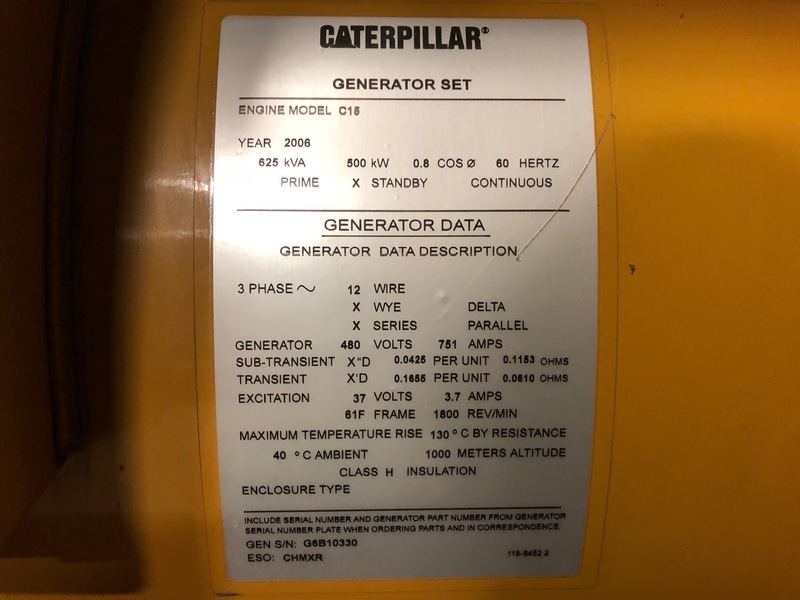 CATERPILLAR®
GENERATOR SET
ENGINE MODEL C15
YEAR 2006
625 kVA 500 kW 0.8 COS Ø 60 HERTZ
PRIME X STANDBY CONTINUOUS
GENERATOR DATA
GENERATOR DATA DESCRIPTION
3 PHASE ~ 12 WIRE
X WYE DELTA
X SERIES PARALLEL
GENERATOR 480 VOLTS 751 AMPS
SUB-TRANSIENT X"D 0.0425 PER UNIT 0.1153 OHMS
TRANSIENT X'D 0.1655 PER UNIT 0.0610 OHMS
EXCITATION 37 VOLTS 3.7 AMPS
61F FRAME 1800 REV/MIN
MAXIMUM TEMPERATURE RISE 130 ° C BY RESISTANCE
40 ° C AMBIENT 1000 METERS ALTITUDE
CLASS H INSULATION
ENCLOSURE TYPE
INCLUDE SERIAL NUMBER AND GENERATOR PART NUMBER FROM GENERATOR
SERIAL NUMBER PLATE WHEN ORDERING PARTS AND IN CORRESPONDENCE.
GEN S/N: G6B10330
ESO: CHMXR